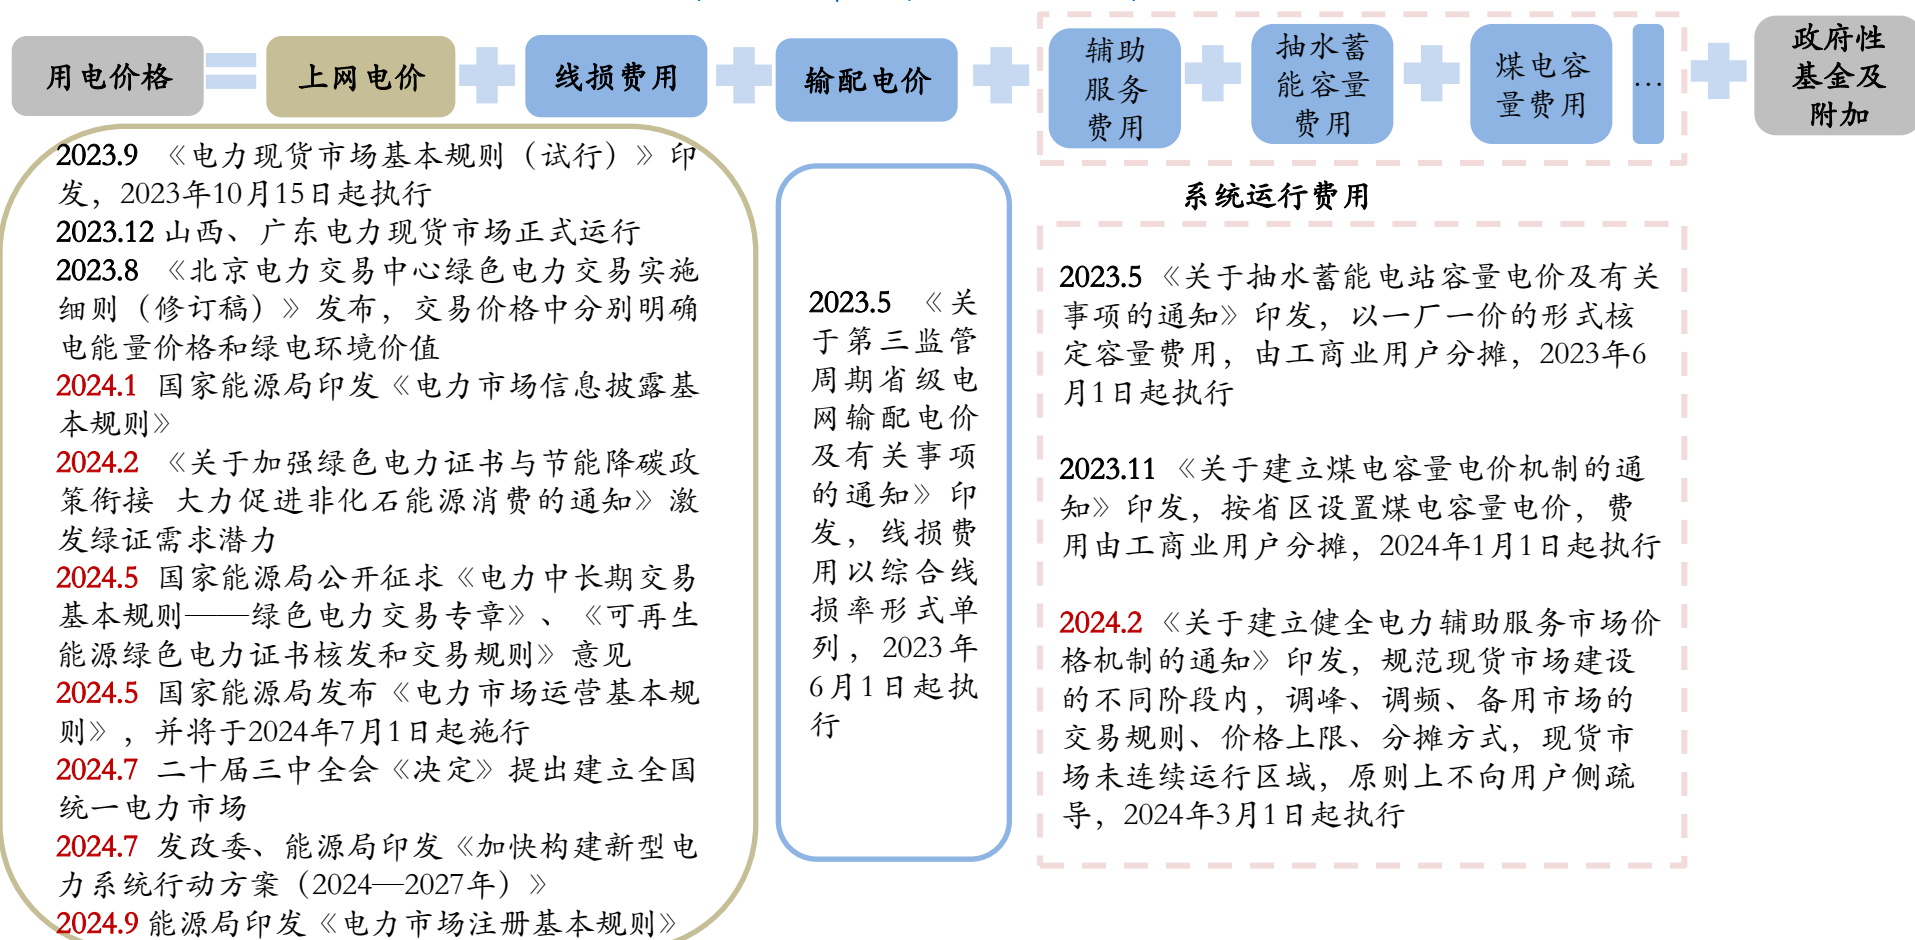 用电价格
上网电价
线损费用
输配电价
辅助
服务
费用
抽水蓄
能容量
费用
煤电容
量费用
…
政府性
基金及
附加
系统运行费用
2023.9 《电力现货市场基本规则（试行）》印
发，2023年10月15日起执行
2023.12 山西、广东电力现货市场正式运行
2023.8 《北京电力交易中心绿色电力交易实施
细则（修订稿）》发布，交易价格中分别明确
电能量价格和绿电环境价值
2024.1 国家能源局印发《电力市场信息披露基
本规则》
2024.2 《关于加强绿色电力证书与节能降碳政
策衔接 大力促进非化石能源消费的通知》激
发绿证需求潜力
2024.5 国家能源局公开征求《电力中长期交易
基本规则——绿色电力交易专章》、《可再生
能源绿色电力证书核发和交易规则》意见
2024.5 国家能源局发布《电力市场运营基本规
则》，并将于2024年7月1日起施行
2024.7 二十届三中全会《决定》提出建立全国
统一电力市场
2024.7 发改委、能源局印发《加快构建新型电
力系统行动方案（2024—2027年）》
2024.9 能源局印发《电力市场注册基本规则》
2023.5 《关
于第三监管
周期省级电
网输配电价
及有关事项
的通知》印
发，线损费
用以综合线
损率形式单
列，2023年
6月1日起执
行
2023.5 《关于抽水蓄能电站容量电价及有关
事项的通知》印发，以一厂一价的形式核
定容量费用，由工商业用户分摊，2023年6
月1日起执行
2023.11 《关于建立煤电容量电价机制的通
知》印发，按省区设置煤电容量电价，费
用由工商业用户分摊，2024年1月1日起执行
2024.2 《关于建立健全电力辅助服务市场价
格机制的通知》印发，规范现货市场建设
的不同阶段内，调峰、调频、备用市场的
交易规则、价格上限、分摊方式，现货市
场未连续运行区域，原则上不向用户侧疏
导，2024年3月1日起执行